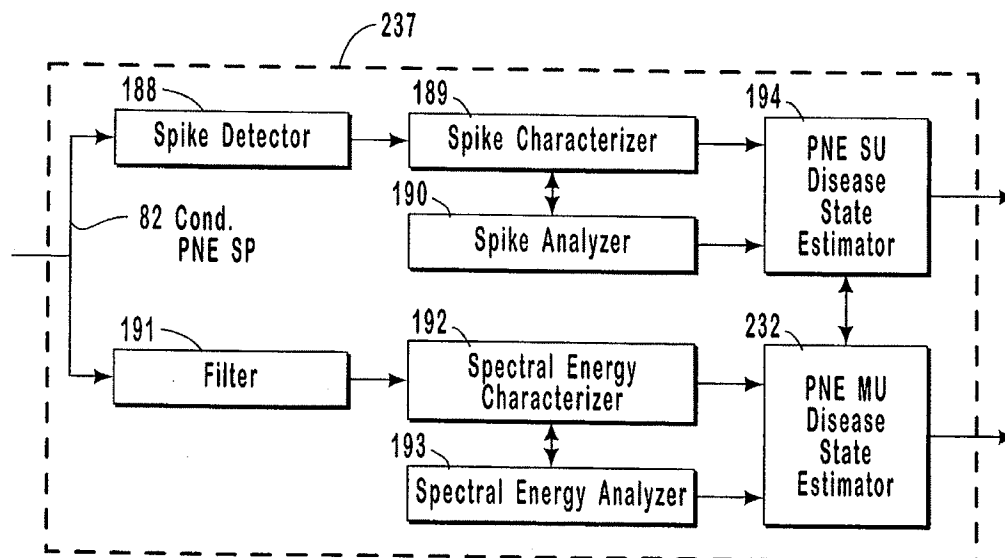 237
188
Spike Detector
189
Spike Characterizer
194
PNE SU
Disease
State
Estimator
82 Cond.
PNE SP
190
Spike Analyzer
191
Filter
192
Spectral Energy
Characterizer
232
PNE MU
Disease
State
Estimator
193
Spectral Energy Analyzer